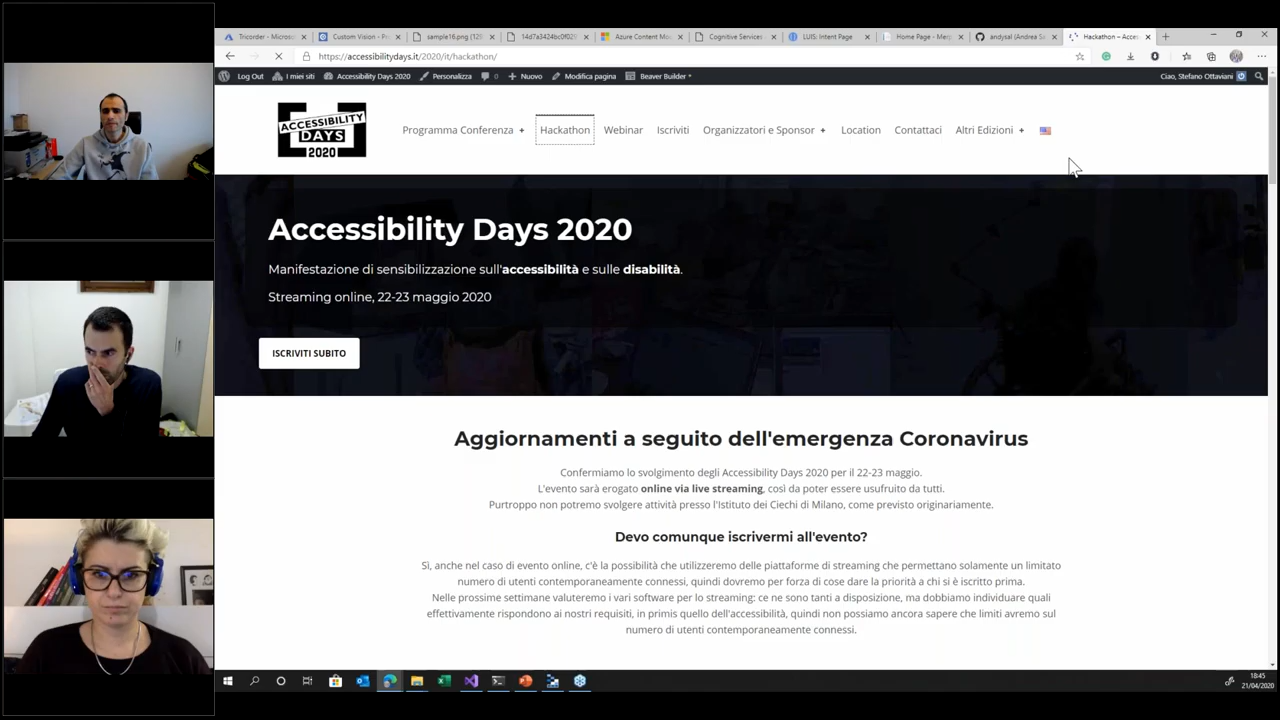 Tricorder - Microso
Custom Vision - Pro
sample16.png (129
14d7a3424bc0f029
Azure Content Mod
Cognitive Services
LUIS: Intent Page
Home Page - Merp
andysal (Andrea Sa
Hackathon – Acces
https://accessibilitydays.it/2020/it/hackathon/
Log Out
I miei siti
Accessibility Days 2020
Personalizza
0
Nuovo
Modifica pagina
Beaver Builder
Ciao, Stefano Ottaviani
ACCESSIBILITY
DAYS
2020
Programma Conferenza +
Hackathon
Webinar
Iscriviti
Organizzatori e Sponsor +
Location
Contattaci
Altri Edizioni +
Accessibility Days 2020
Manifestazione di sensibilizzazione sull'accessibilità e sulle disabilità.
Streaming online, 22-23 maggio 2020
ISCRIVITI SUBITO
Aggiornamenti a seguito dell'emergenza Coronavirus
Confermiamo lo svolgimento degli Accessibility Days 2020 per il 22-23 maggio.
L'evento sarà erogato online via live streaming, così da poter essere usufruito da tutti.
Purtroppo non potremo svolgere attività presso l'Istituto dei Ciechi di Milano, come previsto originariamente.
Devo comunque iscrivermi all'evento?
Sì, anche nel caso di evento online, c'è la possibilità che utilizzeremo delle piattaforme di streaming che permettano solamente un limitato
numero di utenti contemporaneamente connessi, quindi dovremo per forza di cose dare la priorità a chi si è iscritto prima.
Nelle prossime settimane valuteremo i vari software per lo streaming: ce ne sono tanti a disposizione, ma dobbiamo individuare quali
effettivamente rispondono ai nostri requisiti, in primis quello dell'accessibilità, quindi non possiamo ancora sapere che limiti avremo sul
numero di utenti contemporaneamente connessi.
18:45
21/04/2020